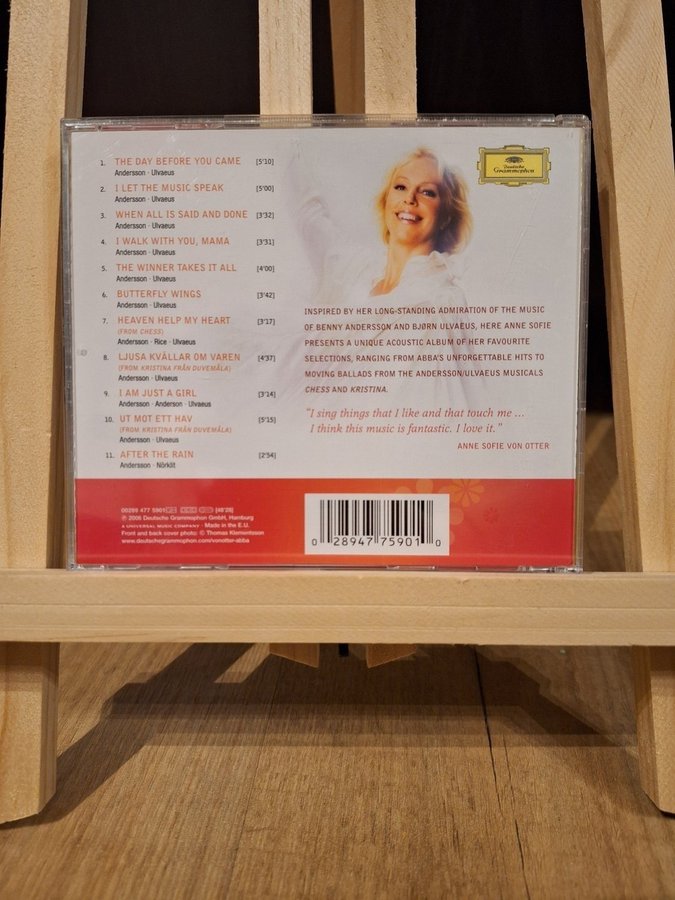 1. THE DAY BEFORE YOU CAME [5'10]
Andersson · Ulvaeus
2. I LET THE MUSIC SPEAK [5'00]
Andersson · Ulvaeus
3. WHEN ALL IS SAID AND DONE [3'32]
Andersson · Ulvaeus
4. I WALK WITH YOU, MAMA [3'31]
Andersson · Ulvaeus
5. THE WINNER TAKES IT ALL [4'00]
Andersson · Ulvaeus
6. BUTTERFLY WINGS [3'42]
Andersson · Ulvaeus
7. HEAVEN HELP MY HEART [3'17]
(FROM CHESS)
Andersson · Rice · Ulvaeus
8. LJUSA KVÄLLAR OM VAREN [4'37]
(FROM KRISTINA FRÅN DUVEMÅLA)
Andersson · Ulvaeus
9. I AM JUST A GIRL [3'24]
Andersson · Anderson · Ulvaeus
10. UT MOT ETT HAV [5'15]
(FROM KRISTINA FRÅN DUVEMÅLA)
Andersson · Ulvaeus
11. AFTER THE RAIN [2'54]
Andersson · Nörklit
Deutsche
Grammophon
INSPIRED BY HER LONG-STANDING ADMIRATION OF THE MUSIC
OF BENNY ANDERSSON AND BJØRN ULVAEUS, HERE ANNE SOFIE
PRESENTS A UNIQUE ACOUSTIC ALBUM OF HER FAVOURITE
SELECTIONS, RANGING FROM ABBA'S UNFORGETTABLE HITS TO
MOVING BALLADS FROM THE ANDERSSON/ULVAEUS MUSICALS
CHESS AND KRISTINA.
"I sing things that I like and that touch me ...
I think this music is fantastic. I love it."
ANNE SOFIE VON OTTER
00289 477 5901 [48'28]
℗ 2006 Deutsche Grammophon GmbH, Hamburg
A UNIVERSAL MUSIC COMPANY · Made in the E.U.
Front and back cover photo: © Thomas Klementsson
www.deutschegrammophon.com/vonotter-abba
0 28947 75901 0